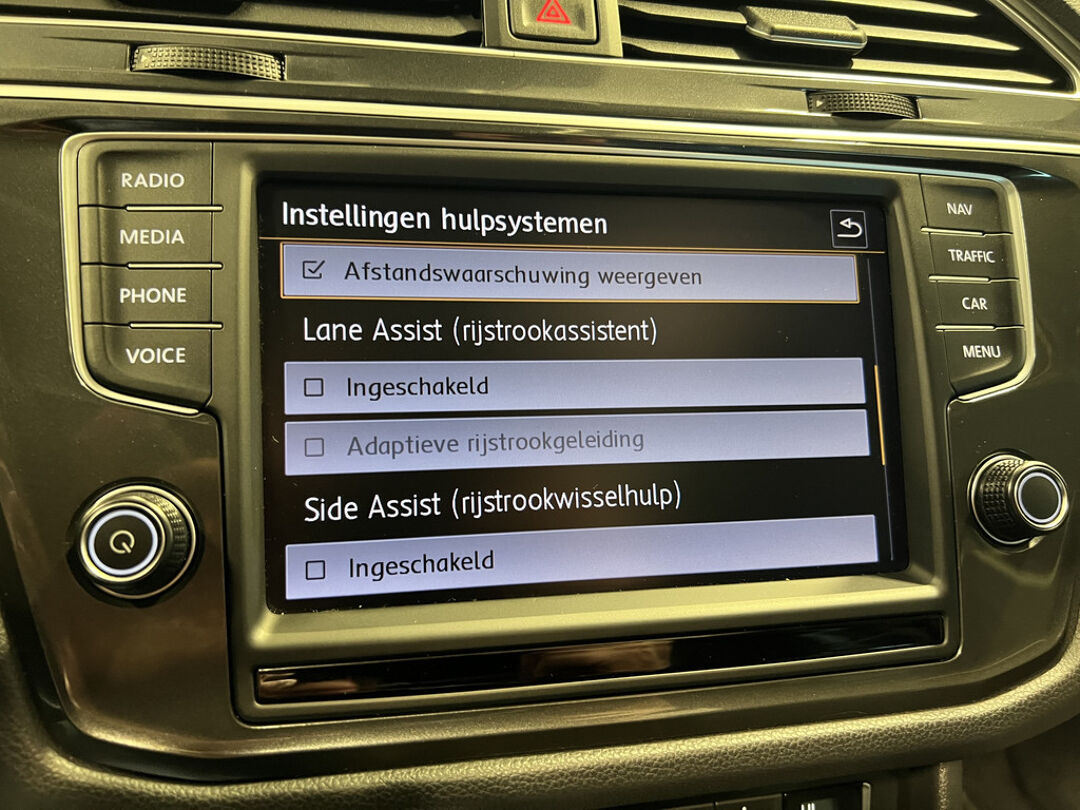 RADIO
MEDIA
PHONE
VOICE
Instellingen hulpsystemen
Afstandswaarschuwing weergeven
Lane Assist (rijstrookassistent)
Ingeschakeld
Adaptieve rijstrookgeleiding
Side Assist (rijstrookwisselhulp)
Ingeschakeld
NAV
TRAFFIC
CAR
MENU